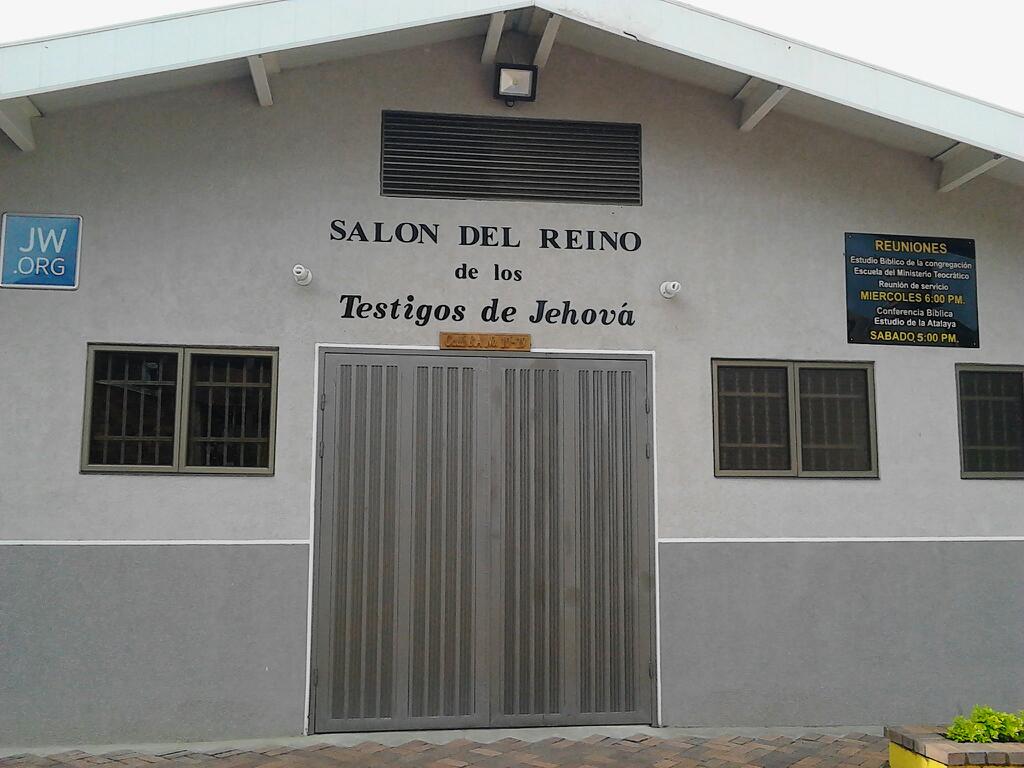 JW
.ORG
SALON DEL REINO
de los
Testigos de Jehová
REUNIONES
Estudio Bíblico de la congregación
Escuela del Ministerio Teocrático
Reunión de servicio
MIERCOLES 6:00 PM.
Conferencia Bíblica
Estudio de la Atalaya
SABADO 5:00 PM.